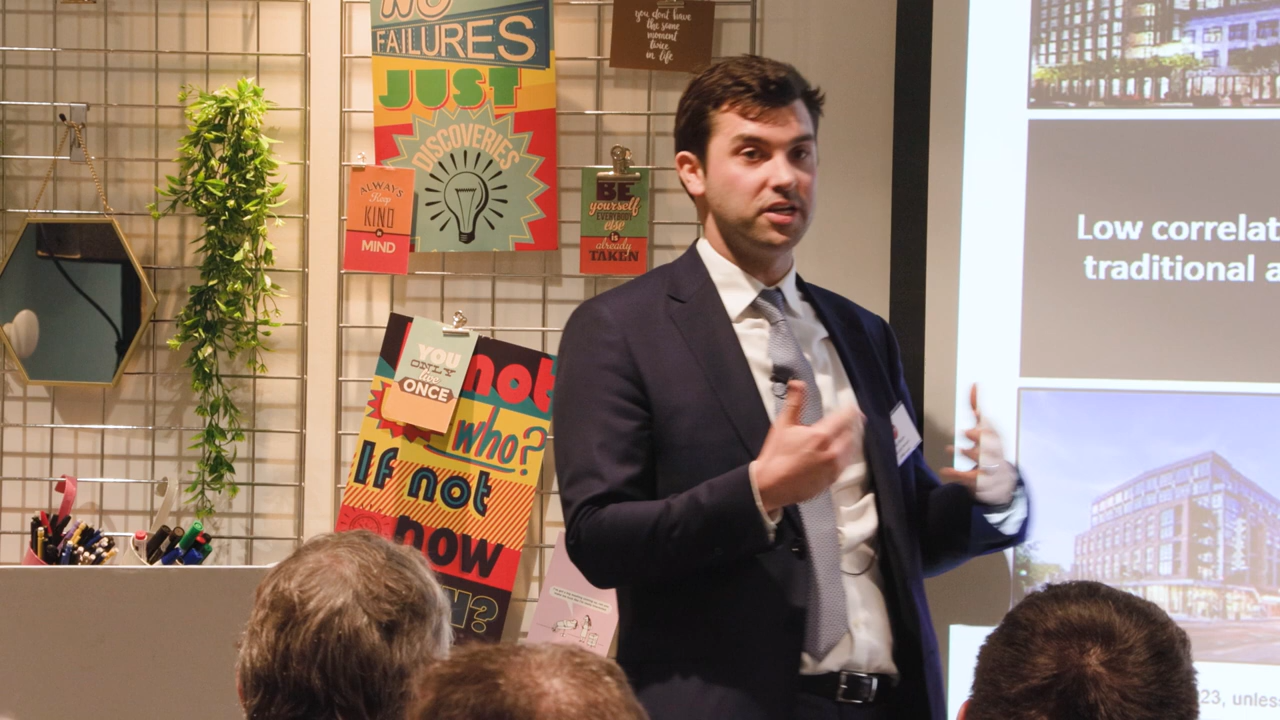 NO
FAILURES
JUST
DISCOVERIES
you don't have
the same
moment
twice
in life
ALWAYS
Keep
KIND
in
MIND
BE
yourself
EVERYBODY
else
is
already
TAKEN
YOU
ONLY
live
ONCE
not
who?
If not
now
Low correlat
traditional a
23, unles